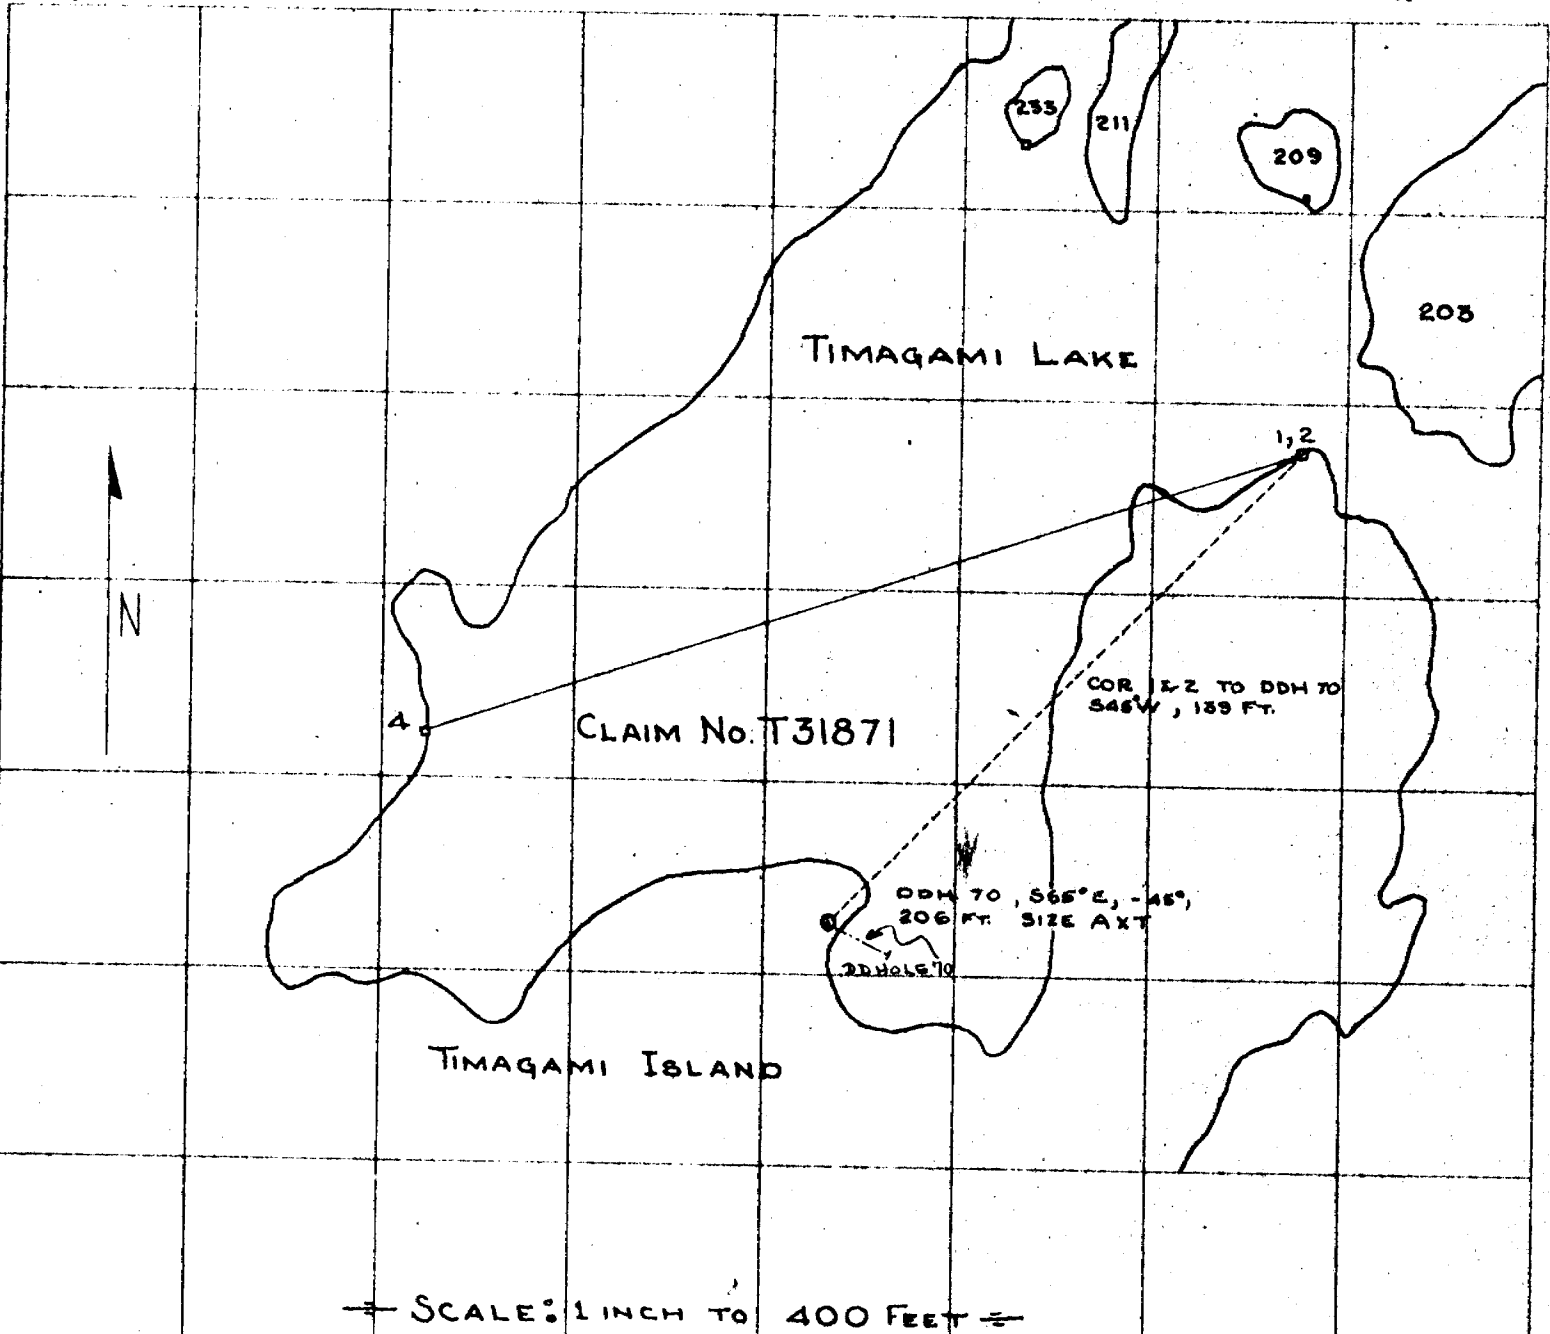 233
211
209
203
TIMAGAMI LAKE
1,2
N
COR 1&2 TO DDH 70
S45°W, 139 FT.
4
CLAIM No. T31871
DDH 70, S65°E, -45°,
206 FT. SIZE AXT
DDHOLE 70
TIMAGAMI ISLAND
SCALE: 1 INCH TO 400 FEET